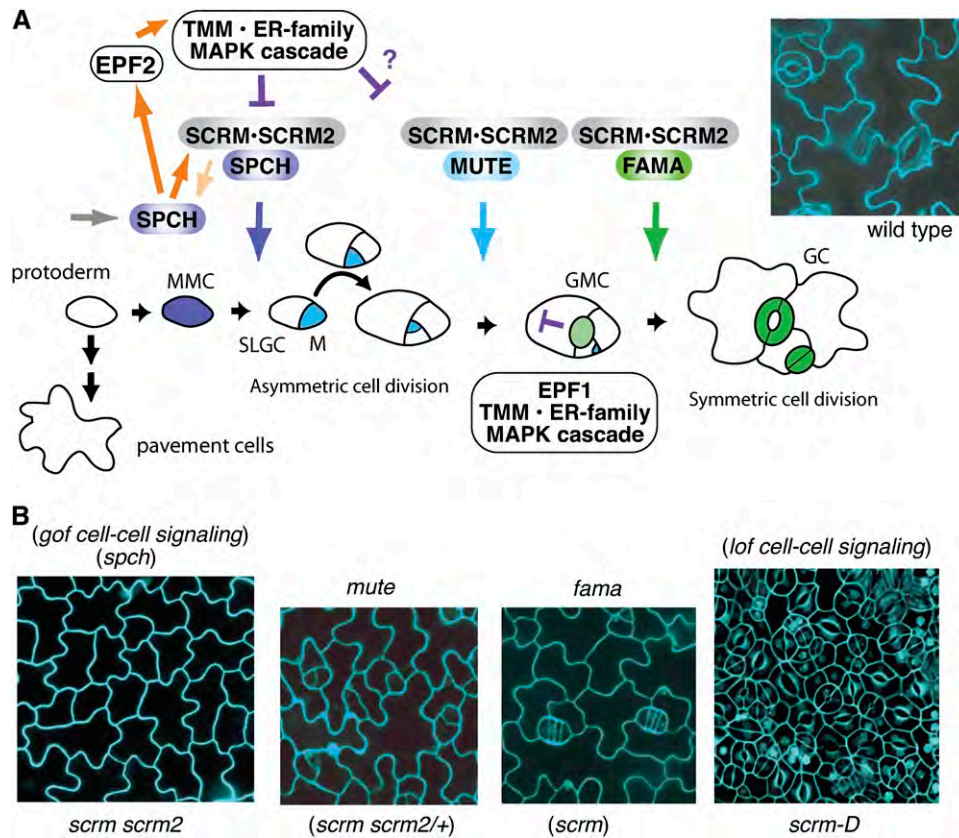 A
TMM • ER-family
MAPK cascade
EPF2
?
SCRM•SCRM2
SPCH
SCRM•SCRM2
MUTE
SCRM•SCRM2
FAMA
SPCH
wild type
protoderm
MMC
SLGC
M
GMC
GC
Asymmetric cell division
EPF1
TMM • ER-family
MAPK cascade
Symmetric cell division
pavement cells
B
(gof cell-cell signaling)
(spch)
mute
fama
(lof cell-cell signaling)
scrm scrm2
(scrm scrm2/+)
(scrm)
scrm-D